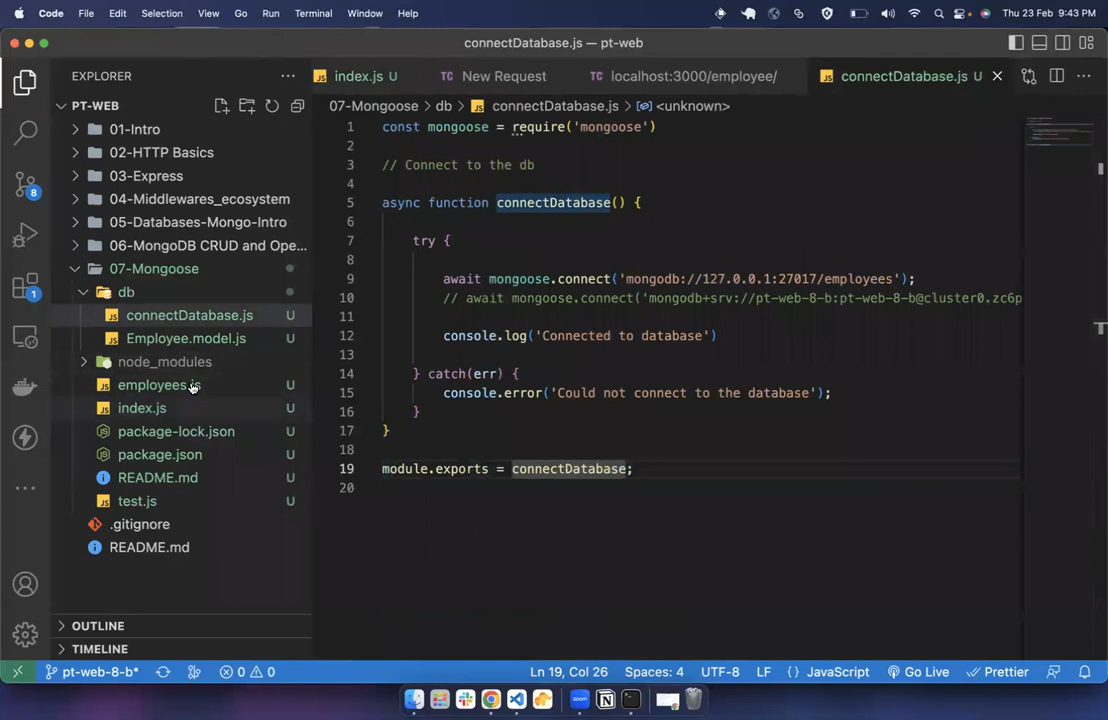 Code File Edit Selection View Go Run Terminal Window Help Thu 23 Feb 9:43 PM
connectDatabase.js — pt-web
EXPLORER
index.js U
TC New Request
TC localhost:3000/employee/
connectDatabase.js U
PT-WEB
07-Mongoose › db › connectDatabase.js › <unknown>
01-Intro
02-HTTP Basics
03-Express
04-Middlewares_ecosystem
05-Databases-Mongo-Intro
06-MongoDB CRUD and Ope...
07-Mongoose
db
connectDatabase.js U
Employee.model.js U
node_modules
employees.js U
index.js U
package-lock.json U
package.json U
README.md U
test.js U
.gitignore
README.md
OUTLINE
TIMELINE
8
1
1 const mongoose = require('mongoose')
2
3 // Connect to the db
4
5 async function connectDatabase() {
6
7 try {
8
9 await mongoose.connect('mongodb://127.0.0.1:27017/employees');
10 // await mongoose.connect('mongodb+srv://pt-web-8-b:pt-web-8-b@cluster0.zc6p
11
12 console.log('Connected to database')
13
14 } catch(err) {
15 console.error('Could not connect to the database');
16 }
17 }
18
19 module.exports = connectDatabase;
20
pt-web-8-b* 0 0 Ln 19, Col 26 Spaces: 4 UTF-8 LF {} JavaScript Go Live Prettier